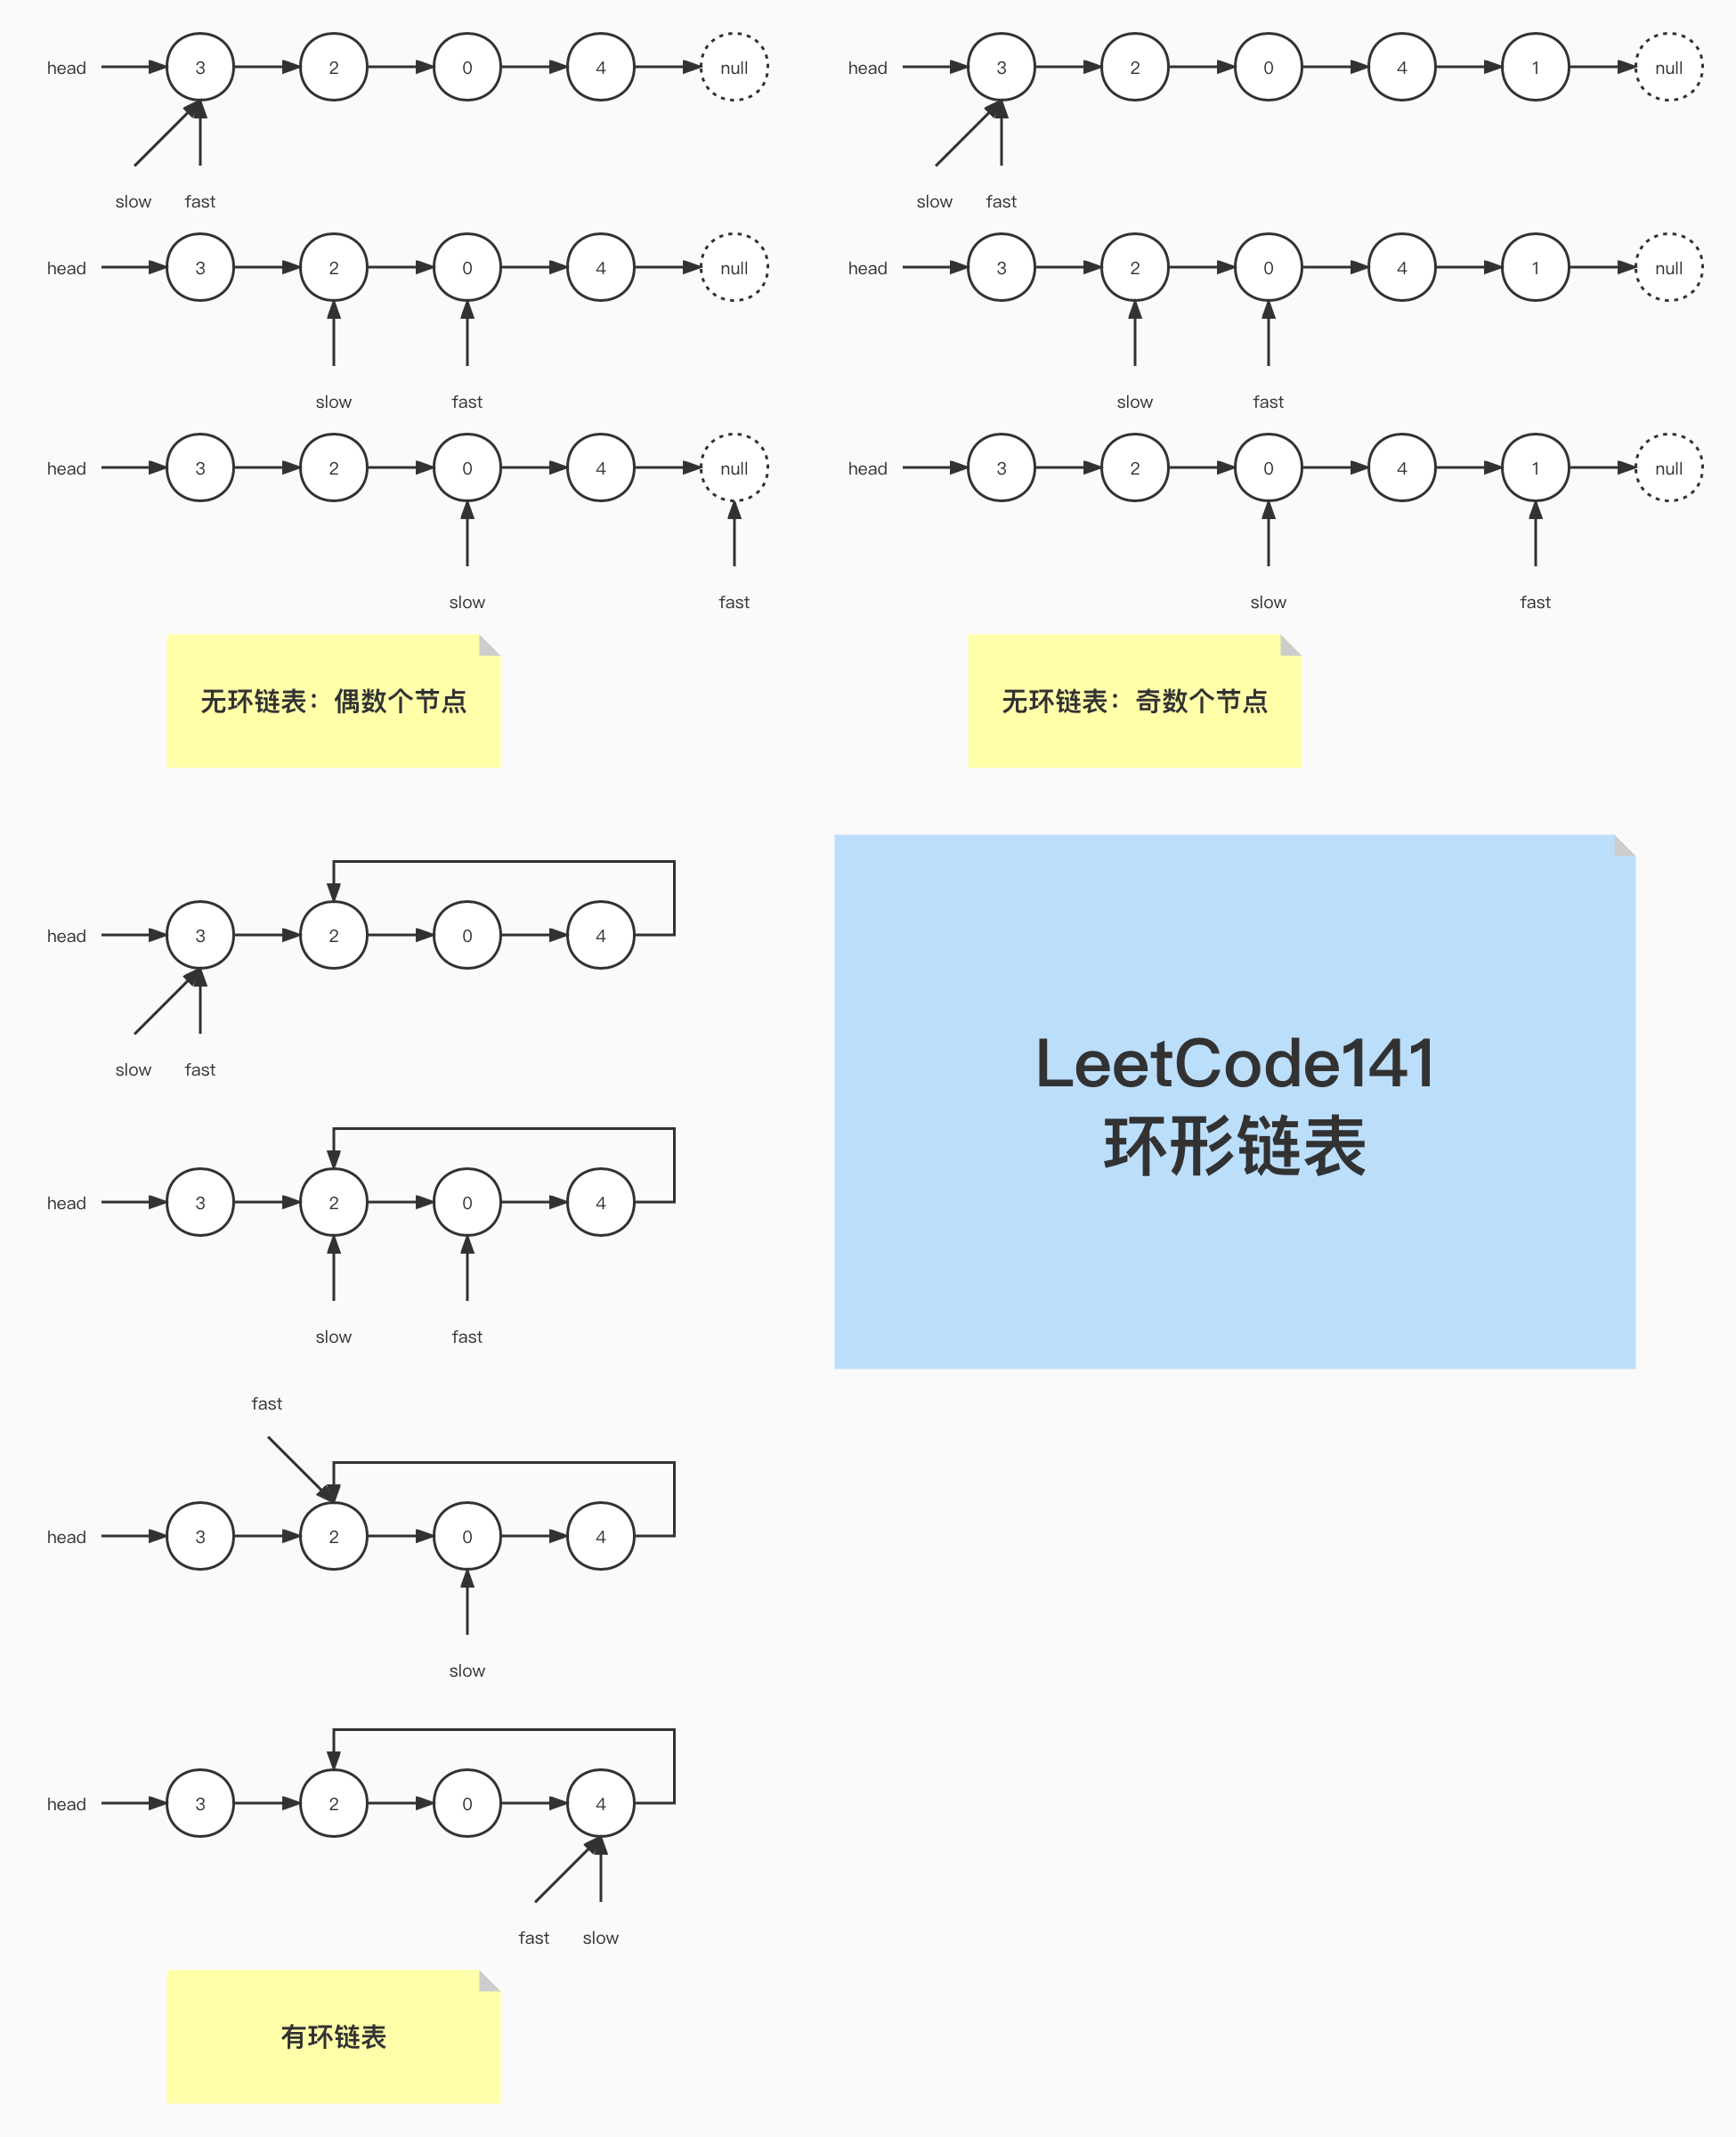 head 3 2 0 4 null
slow fast
head 3 2 0 4 null
slow fast
head 3 2 0 4 null
slow fast
无环链表：偶数个节点
head 3 2 0 4 1 null
slow fast
head 3 2 0 4 1 null
slow fast
head 3 2 0 4 1 null
slow fast
无环链表：奇数个节点
head 3 2 0 4
slow fast
head 3 2 0 4
slow fast
fast
head 3 2 0 4
slow
head 3 2 0 4
fast slow
有环链表
LeetCode141
环形链表